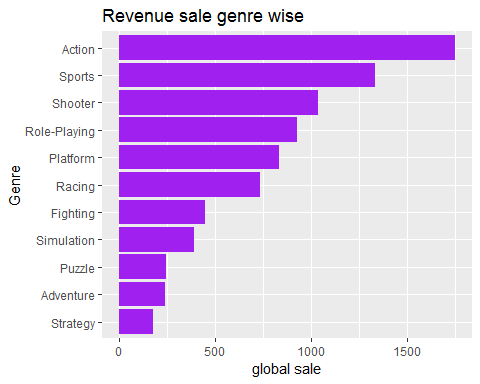 Revenue sale genre wise
Genre
Action
Sports
Shooter
Role-Playing
Platform
Racing
Fighting
Simulation
Puzzle
Adventure
Strategy
0 500 1000 1500
global sale